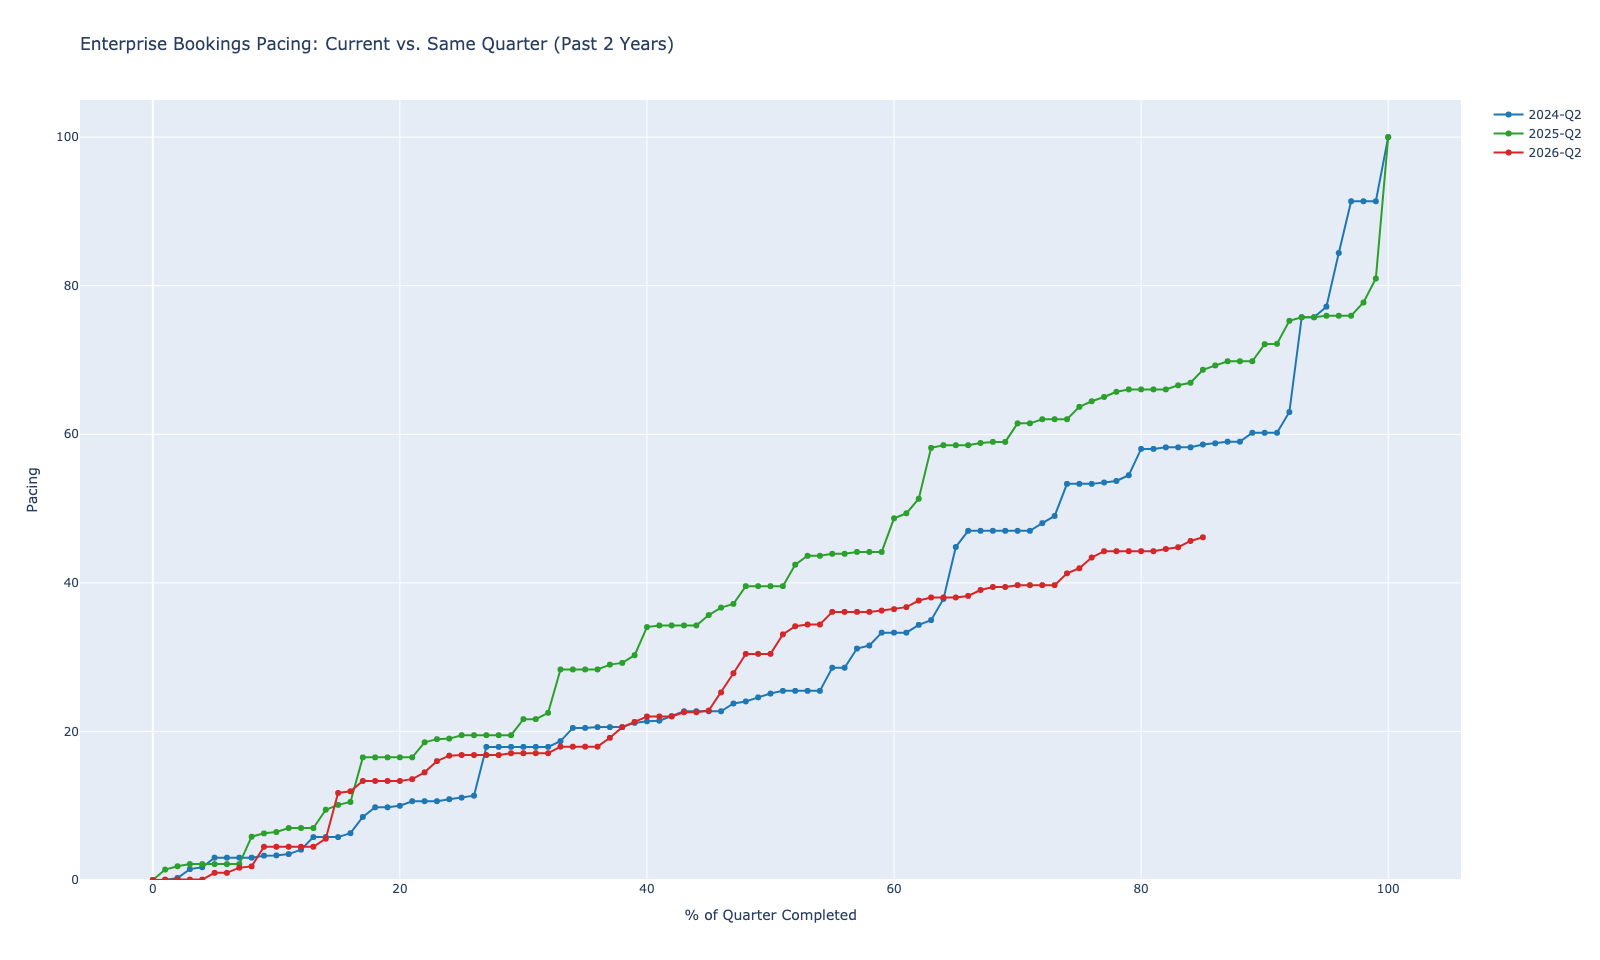 Enterprise Bookings Pacing: Current vs. Same Quarter (Past 2 Years)
2024-Q2
2025-Q2
2026-Q2
100
80
60
40
20
0
Pacing
0
20
40
60
80
100
% of Quarter Completed